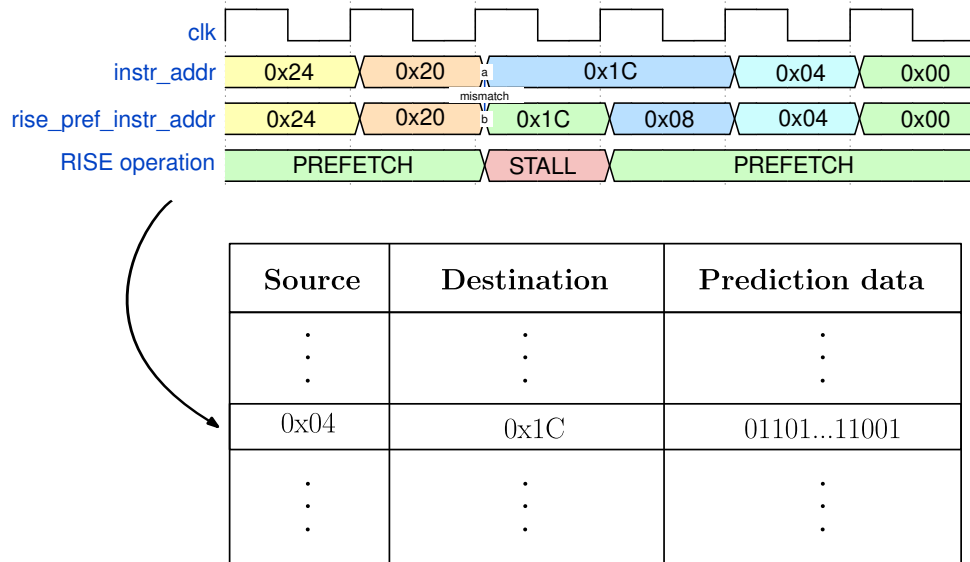 clk
instr_addr 0x24 0x20 a 0x1C 0x04 0x00
mismatch
rise_pref_instr_addr 0x24 0x20 b 0x1C 0x08 0x04 0x00
RISE operation PREFETCH STALL PREFETCH
Source Destination Prediction data
0x04 0x1C 01101...11001